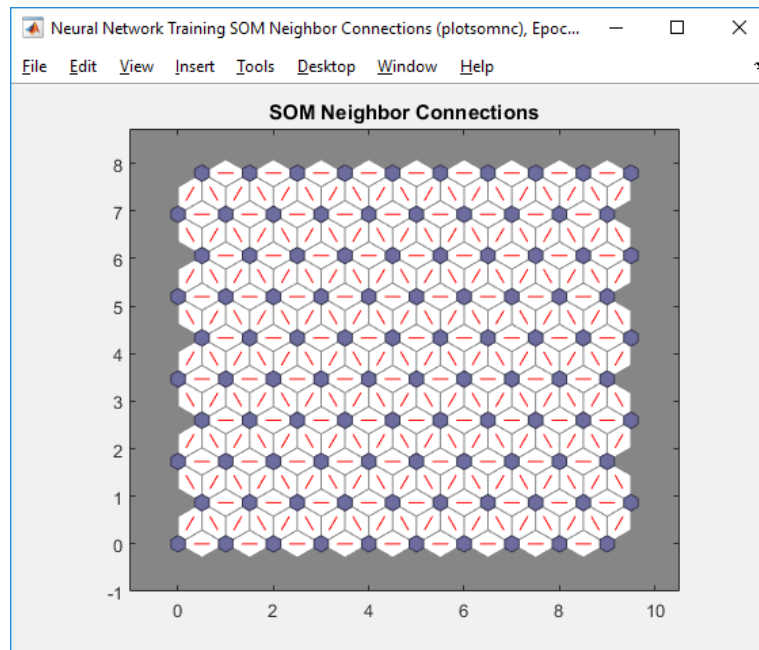 Neural Network Training SOM Neighbor Connections (plotsomnc), Epoc...
File Edit View Insert Tools Desktop Window Help
SOM Neighbor Connections
8
7
6
5
4
3
2
1
0
-1
0 2 4 6 8 10